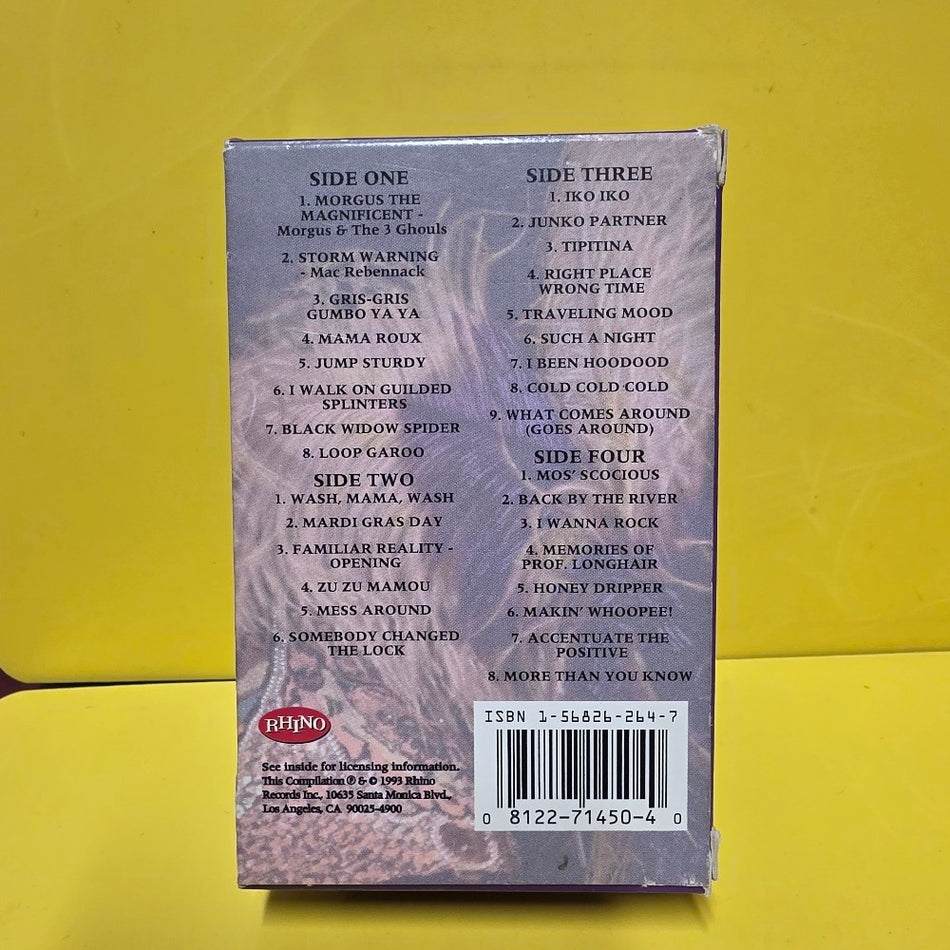 SIDE ONE
1. MORGUS THE
MAGNIFICENT -
Morgus & The 3 Ghouls
2. STORM WARNING
- Mac Rebennack
3. GRIS-GRIS
GUMBO YA YA
4. MAMA ROUX
5. JUMP STURDY
6. I WALK ON GUILDED
SPLINTERS
7. BLACK WIDOW SPIDER
8. LOOP GAROO
SIDE TWO
1. WASH, MAMA, WASH
2. MARDI GRAS DAY
3. FAMILIAR REALITY -
OPENING
4. ZU ZU MAMOU
5. MESS AROUND
6. SOMEBODY CHANGED
THE LOCK
SIDE THREE
1. IKO IKO
2. JUNKO PARTNER
3. TIPITINA
4. RIGHT PLACE
WRONG TIME
5. TRAVELING MOOD
6. SUCH A NIGHT
7. I BEEN HOODOOD
8. COLD COLD COLD
9. WHAT COMES AROUND
(GOES AROUND)
SIDE FOUR
1. MOS' SCOCIOUS
2. BACK BY THE RIVER
3. I WANNA ROCK
4. MEMORIES OF
PROF. LONGHAIR
5. HONEY DRIPPER
6. MAKIN' WHOOPEE!
7. ACCENTUATE THE
POSITIVE
8. MORE THAN YOU KNOW
RHINO
See inside for licensing information.
This Compilation ℗ & © 1993 Rhino
Records Inc., 10635 Santa Monica Blvd.,
Los Angeles, CA 90025-4900
ISBN 1-56826-264-7
0 8122-71450-4 0